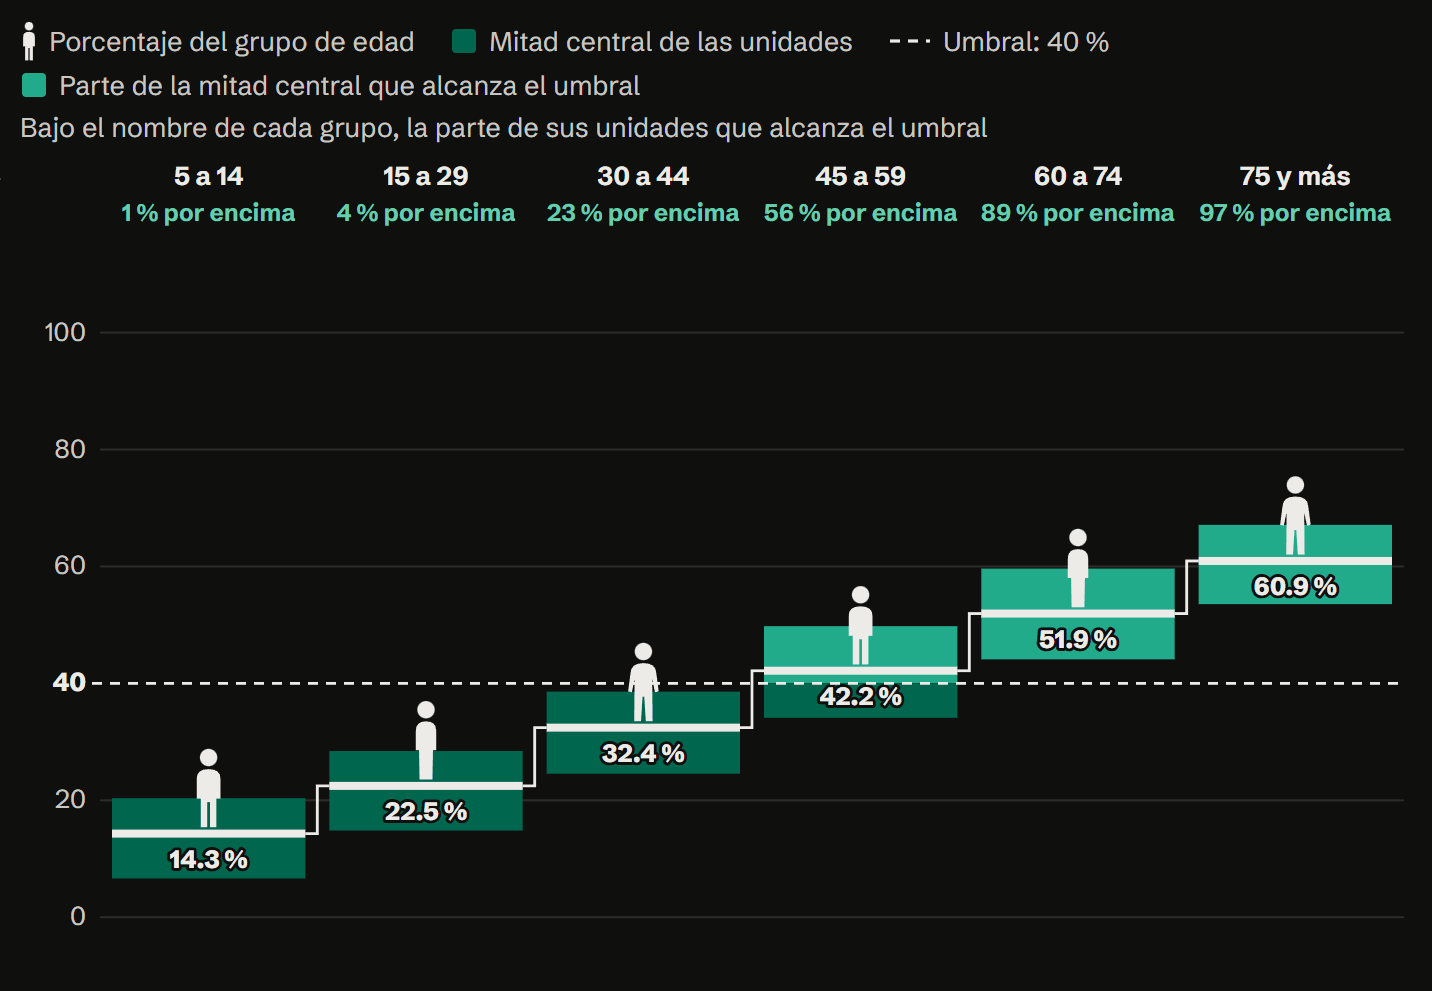 Porcentaje del grupo de edad Mitad central de las unidades Umbral: 40 %
Parte de la mitad central que alcanza el umbral
Bajo el nombre de cada grupo, la parte de sus unidades que alcanza el umbral
5 a 14 15 a 29 30 a 44 45 a 59 60 a 74 75 y más
1 % por encima 4 % por encima 23 % por encima 56 % por encima 89 % por encima 97 % por encima
100
80
60
60.9 %
51.9 %
40
42.2 %
32.4 %
20
22.5 %
14.3 %
0